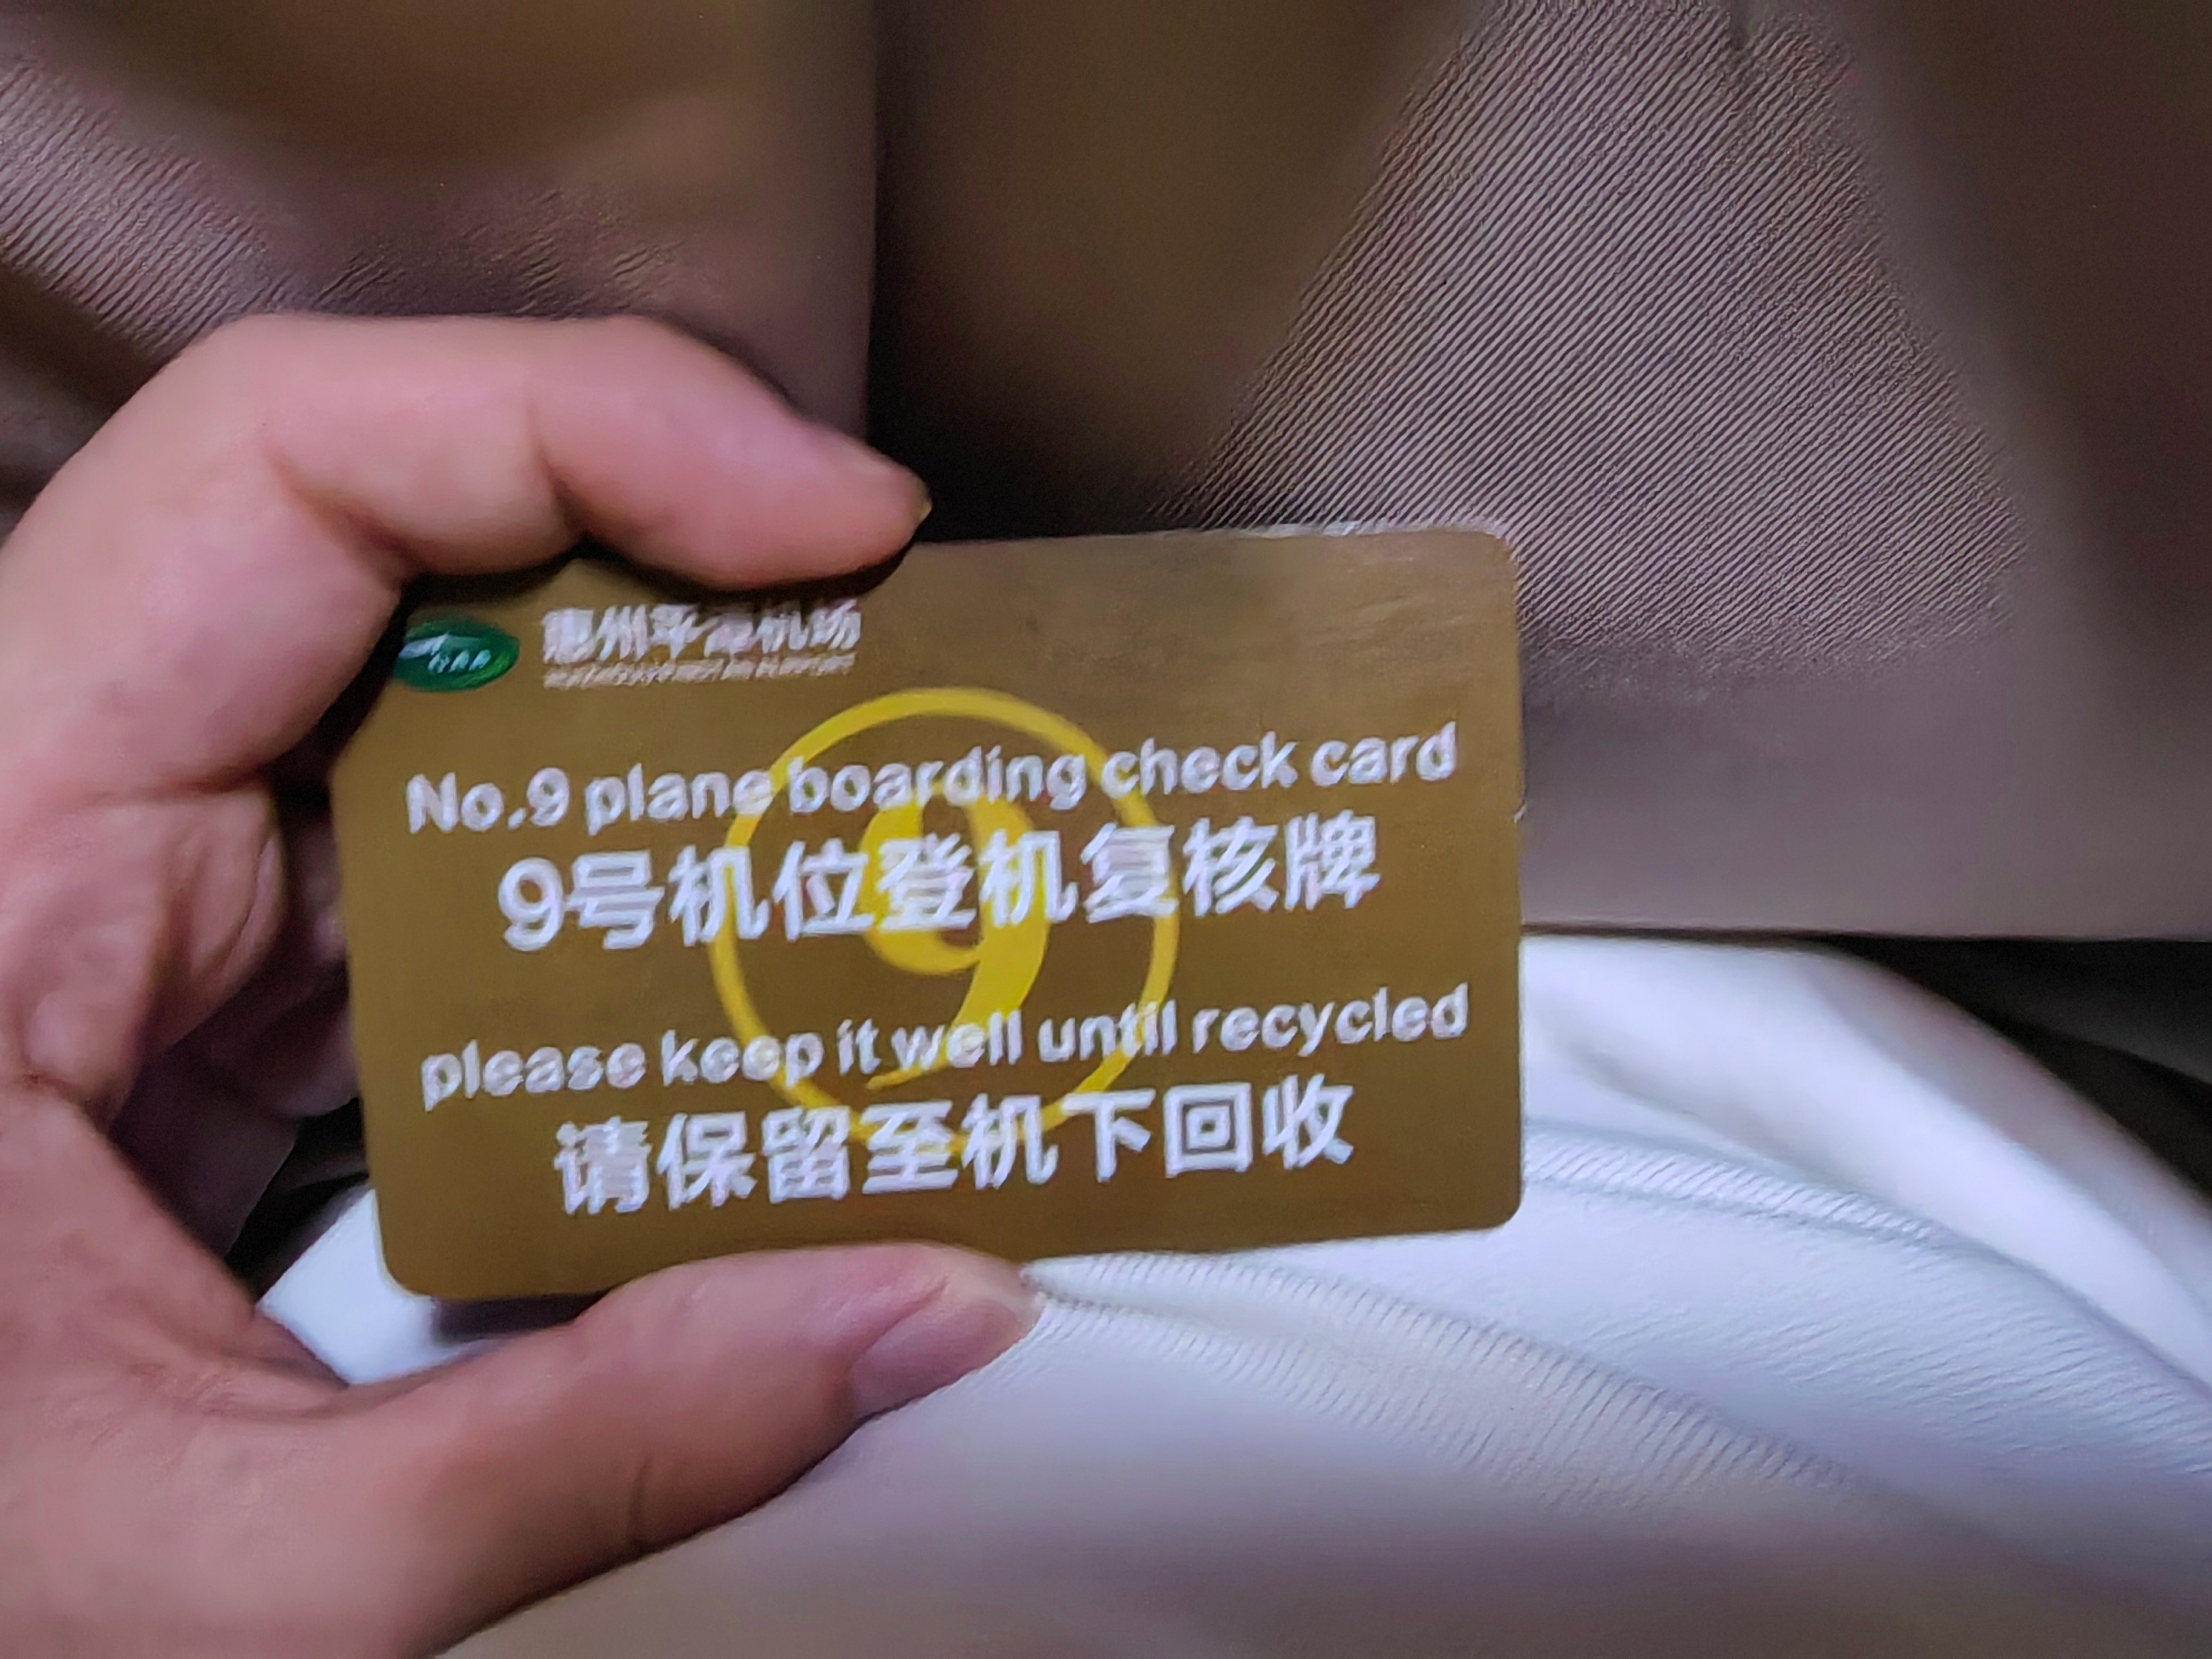 惠州平潭机场
No.9 plane boarding check card
9号机位登机复核牌
please keep it well until recycled
请保留至机下回收